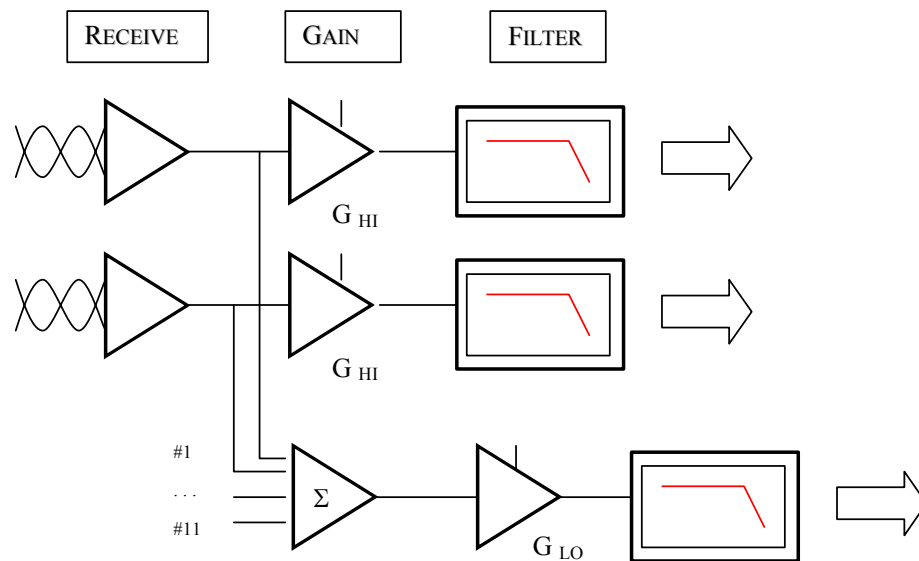 RECEIVE GAIN FILTER
G HI
G HI
#1
. . .
#11
Σ
G LO